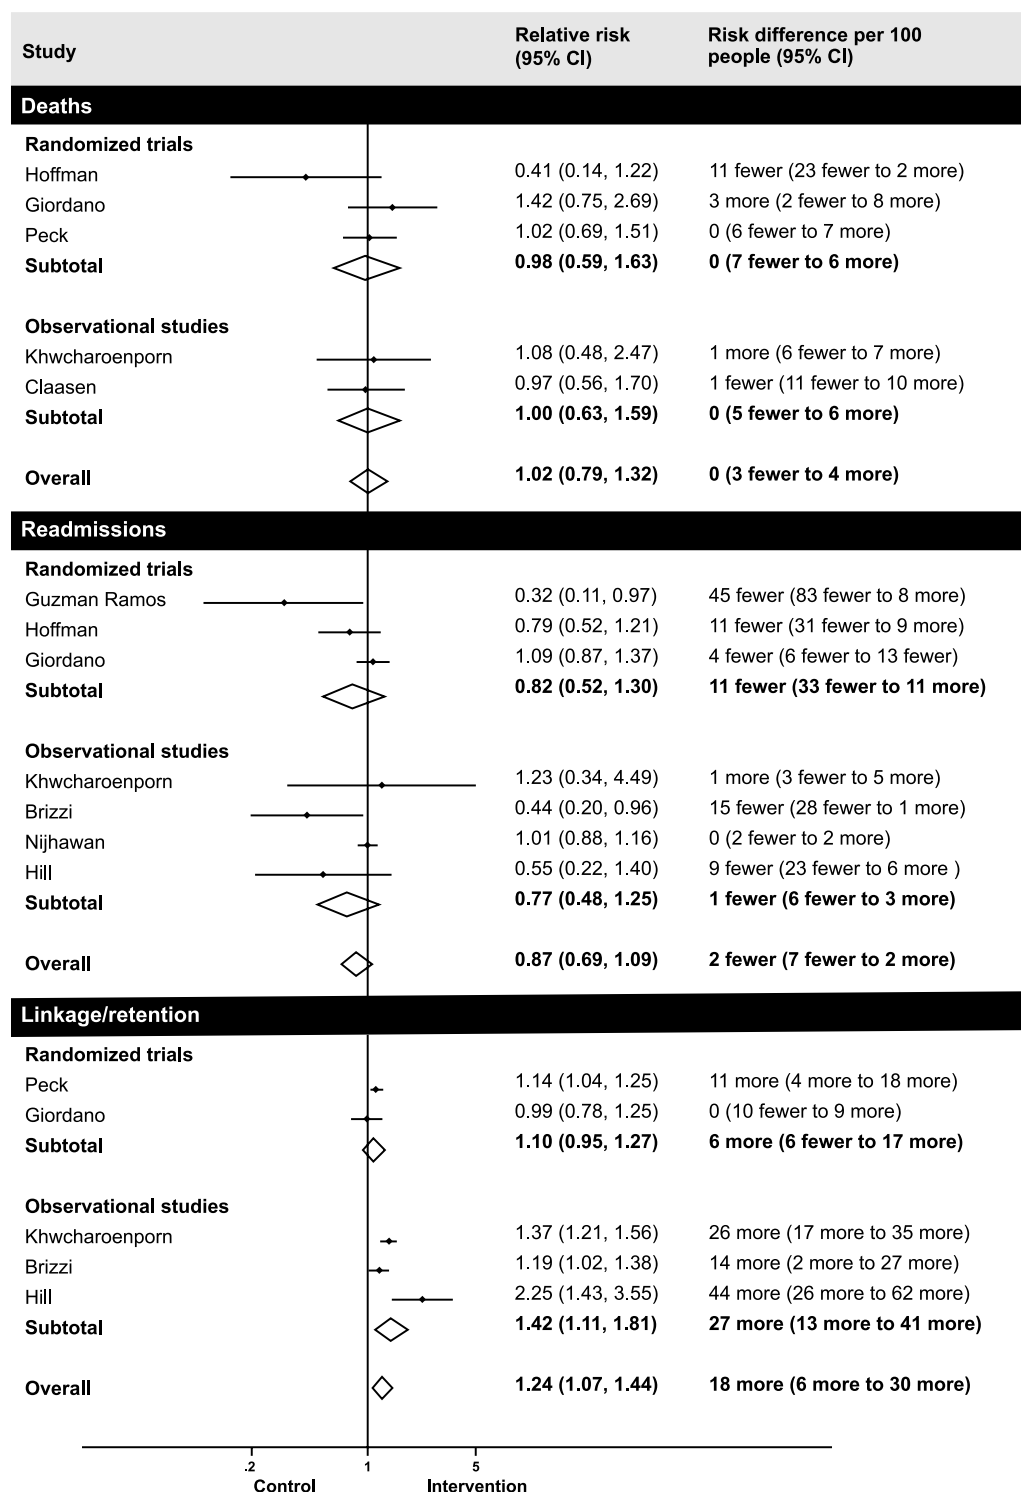 Study Relative risk (95% CI) Risk difference per 100 people (95% CI)
Deaths
Randomized trials
Hoffman 0.41 (0.14, 1.22) 11 fewer (23 fewer to 2 more)
Giordano 1.42 (0.75, 2.69) 3 more (2 fewer to 8 more)
Peck 1.02 (0.69, 1.51) 0 (6 fewer to 7 more)
Subtotal 0.98 (0.59, 1.63) 0 (7 fewer to 6 more)
Observational studies
Khwcharoenporn 1.08 (0.48, 2.47) 1 more (6 fewer to 7 more)
Claasen 0.97 (0.56, 1.70) 1 fewer (11 fewer to 10 more)
Subtotal 1.00 (0.63, 1.59) 0 (5 fewer to 6 more)
Overall 1.02 (0.79, 1.32) 0 (3 fewer to 4 more)
Readmissions
Randomized trials
Guzman Ramos 0.32 (0.11, 0.97) 45 fewer (83 fewer to 8 more)
Hoffman 0.79 (0.52, 1.21) 11 fewer (31 fewer to 9 more)
Giordano 1.09 (0.87, 1.37) 4 fewer (6 fewer to 13 fewer)
Subtotal 0.82 (0.52, 1.30) 11 fewer (33 fewer to 11 more)
Observational studies
Khwcharoenporn 1.23 (0.34, 4.49) 1 more (3 fewer to 5 more)
Brizzi 0.44 (0.20, 0.96) 15 fewer (28 fewer to 1 more)
Nijhawan 1.01 (0.88, 1.16) 0 (2 fewer to 2 more)
Hill 0.55 (0.22, 1.40) 9 fewer (23 fewer to 6 more )
Subtotal 0.77 (0.48, 1.25) 1 fewer (6 fewer to 3 more)
Overall 0.87 (0.69, 1.09) 2 fewer (7 fewer to 2 more)
Linkage/retention
Randomized trials
Peck 1.14 (1.04, 1.25) 11 more (4 more to 18 more)
Giordano 0.99 (0.78, 1.25) 0 (10 fewer to 9 more)
Subtotal 1.10 (0.95, 1.27) 6 more (6 fewer to 17 more)
Observational studies
Khwcharoenporn 1.37 (1.21, 1.56) 26 more (17 more to 35 more)
Brizzi 1.19 (1.02, 1.38) 14 more (2 more to 27 more)
Hill 2.25 (1.43, 3.55) 44 more (26 more to 62 more)
Subtotal 1.42 (1.11, 1.81) 27 more (13 more to 41 more)
Overall 1.24 (1.07, 1.44) 18 more (6 more to 30 more)
.2 1 5
Control Intervention